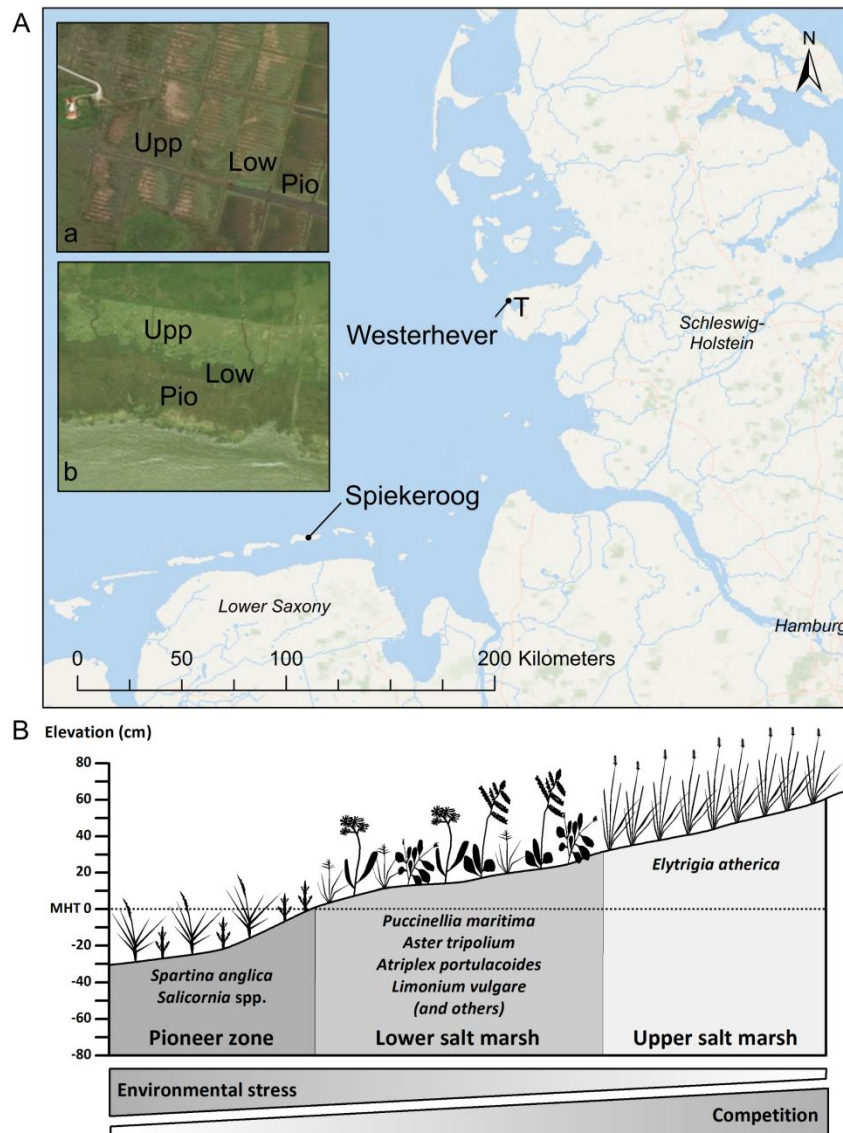 A
N
Upp
Low
Pio
a
Upp
Low
Pio
b
T
Westerhever
Schleswig-
Holstein
Spiekeroog
Lower Saxony
Hamburg
0 50 100 200 Kilometers
B Elevation (cm)
80
60
40
20
MHT 0
-20
-40
-60
-80
Elytrigia atherica
Puccinellia maritima
Aster tripolium
Atriplex portulacoides
Limonium vulgare
(and others)
Spartina anglica
Salicornia spp.
Pioneer zone Lower salt marsh Upper salt marsh
Environmental stress
Competition